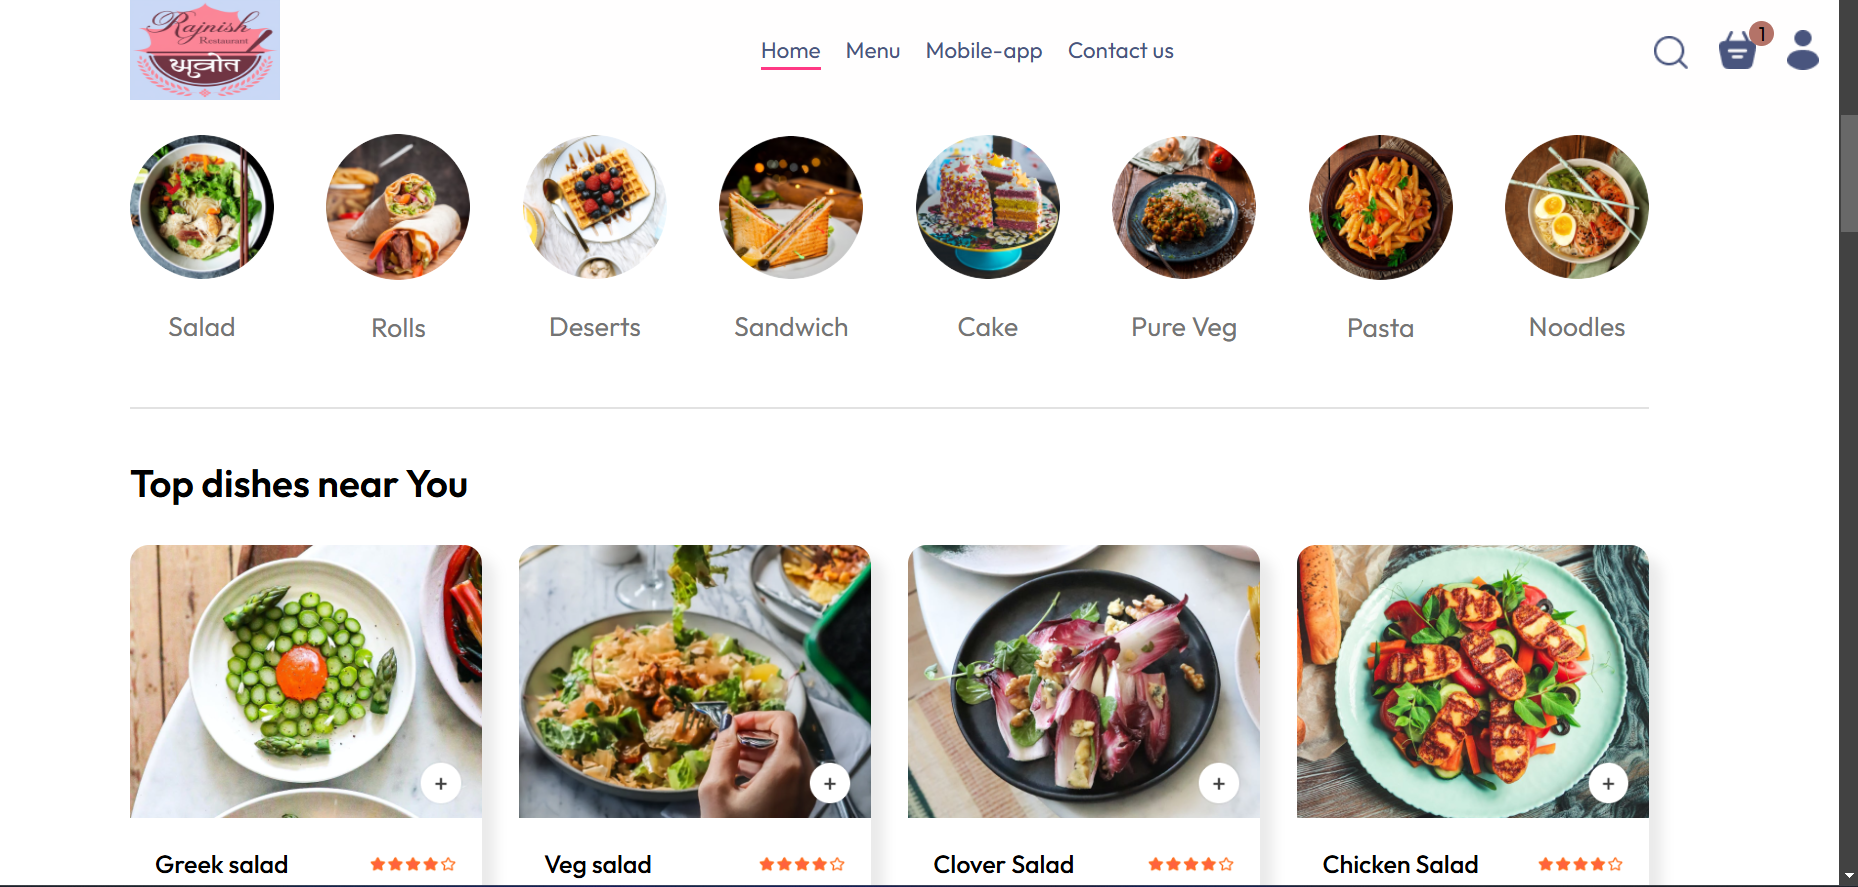 Rajnish
Restaurant
Home Menu Mobile-app Contact us
1
Salad Rolls Deserts Sandwich Cake Pure Veg Pasta Noodles
Top dishes near You
+ + + +
Greek salad Veg salad Clover Salad Chicken Salad